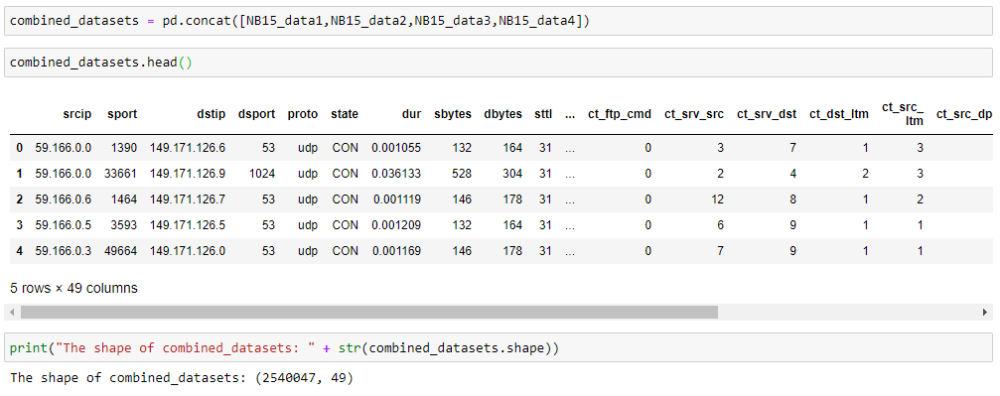 combined_datasets = pd.concat([NB15_data1,NB15_data2,NB15_data3,NB15_data4])
combined_datasets.head()
srcip sport dstip dsport proto state dur sbytes dbytes sttl ... ct_ftp_cmd ct_srv_src ct_srv_dst ct_dst_ltm ct_src_ ltm ct_src_dp
0 59.166.0.0 1390 149.171.126.6 53 udp CON 0.001055 132 164 31 ... 0 3 7 1 3
1 59.166.0.0 33661 149.171.126.9 1024 udp CON 0.036133 528 304 31 ... 0 2 4 2 3
2 59.166.0.6 1464 149.171.126.7 53 udp CON 0.001119 146 178 31 ... 0 12 8 1 2
3 59.166.0.5 3593 149.171.126.5 53 udp CON 0.001209 132 164 31 ... 0 6 9 1 1
4 59.166.0.3 49664 149.171.126.0 53 udp CON 0.001169 146 178 31 ... 0 7 9 1 1
5 rows × 49 columns
print("The shape of combined_datasets: " + str(combined_datasets.shape))
The shape of combined_datasets: (2540047, 49)